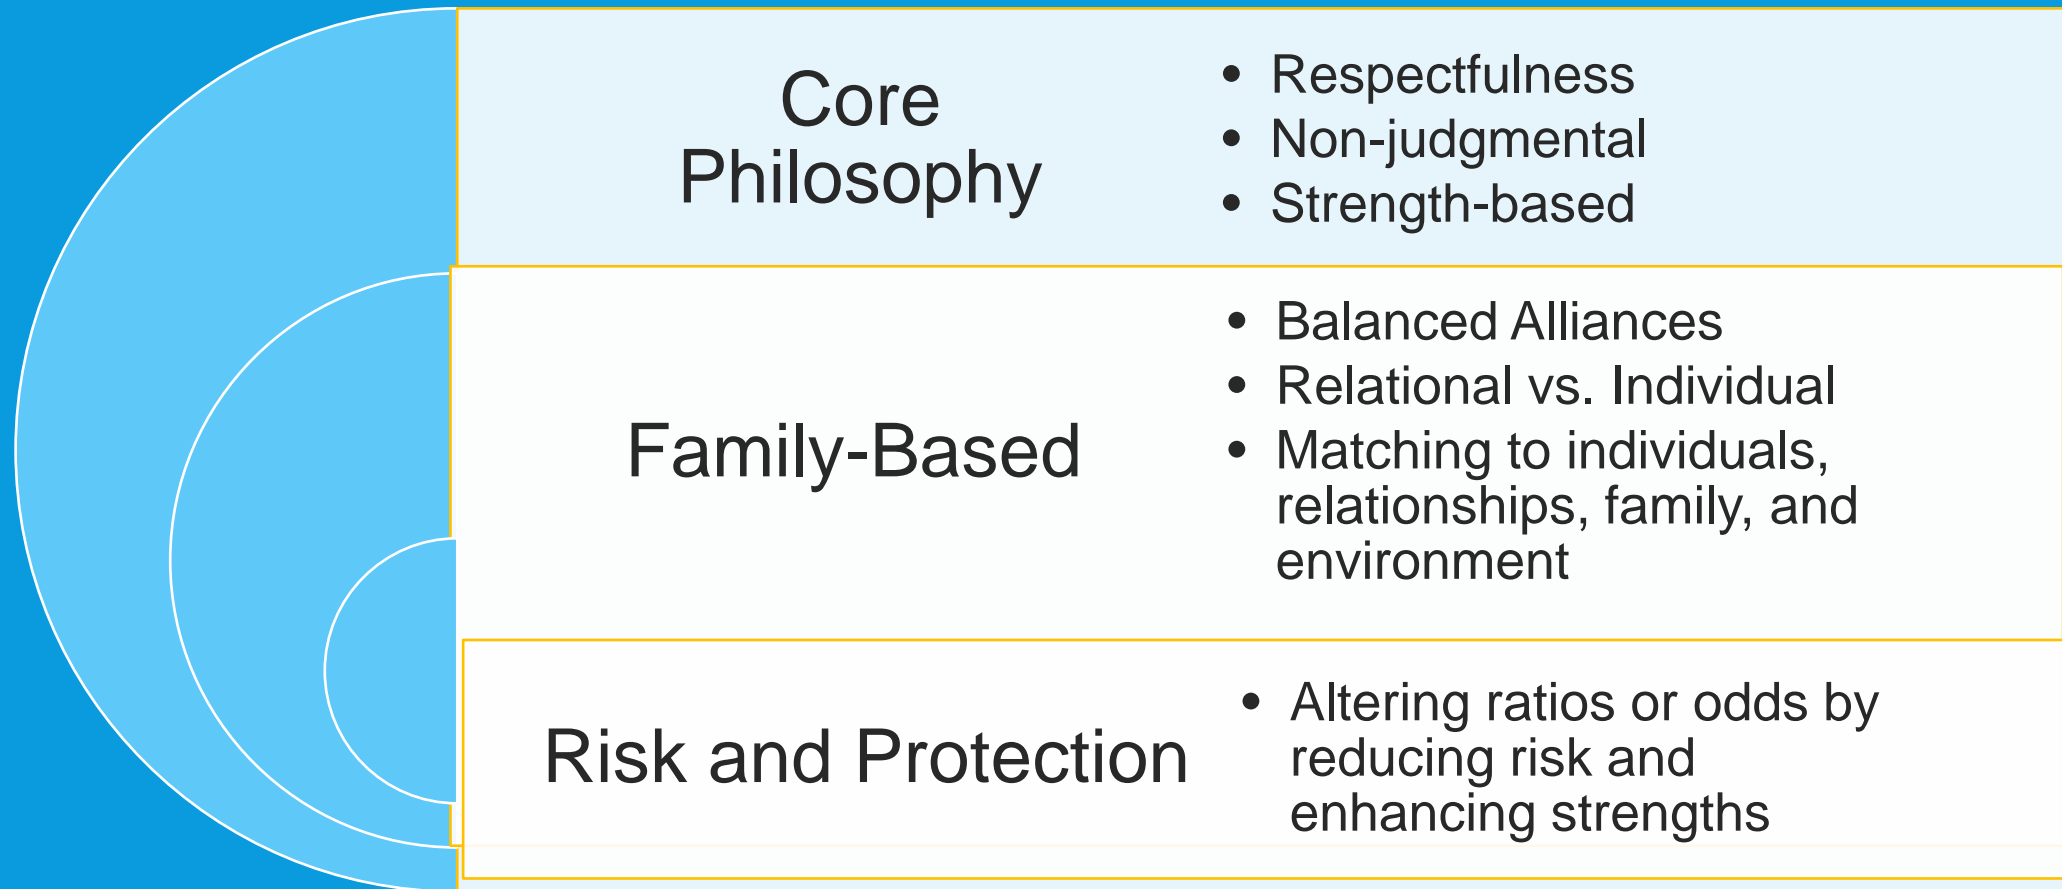 Core
Philosophy
• Respectfulness
• Non-judgmental
• Strength-based
Family-Based
• Balanced Alliances
• Relational vs. Individual
• Matching to individuals,
relationships, family, and
environment
Risk and Protection
• Altering ratios or odds by
reducing risk and
enhancing strengths